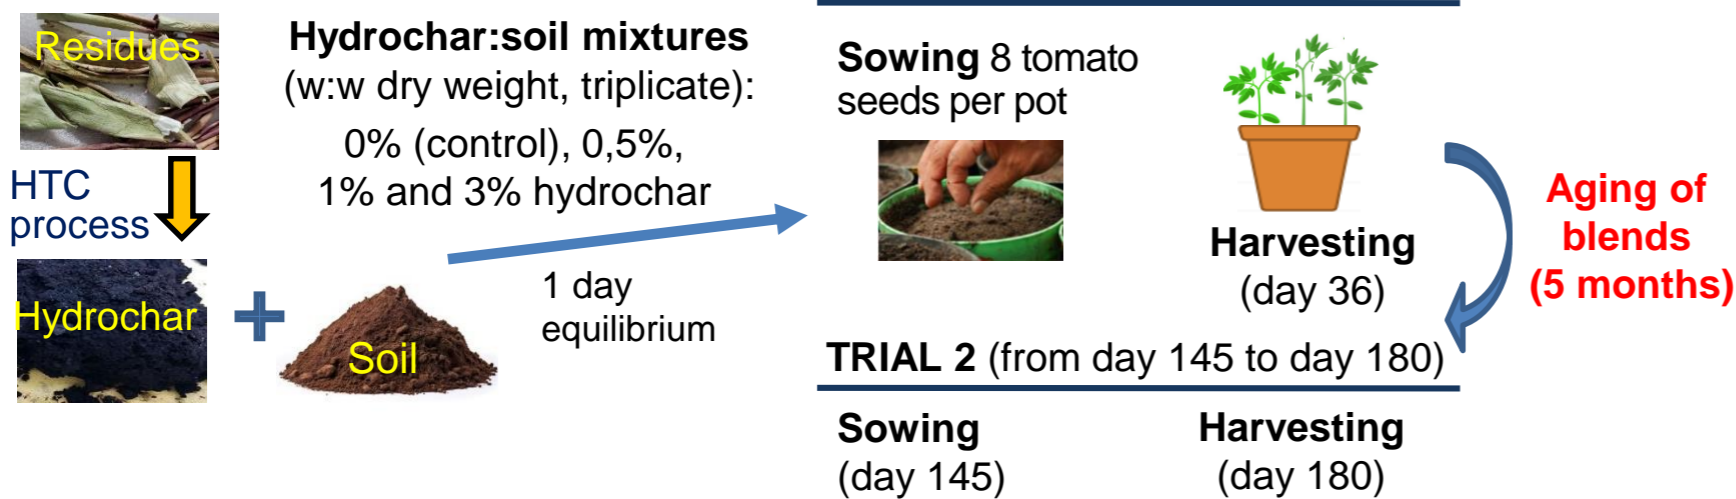 Residues
HTC
process
Hydrochar
Hydrochar:soil mixtures
(w:w dry weight, triplicate):
0% (control), 0,5%,
1% and 3% hydrochar
Soil
1 day
equilibrium
Sowing 8 tomato
seeds per pot
Harvesting
(day 36)
Aging of
blends
(5 months)
TRIAL 2 (from day 145 to day 180)
Sowing
(day 145)
Harvesting
(day 180)